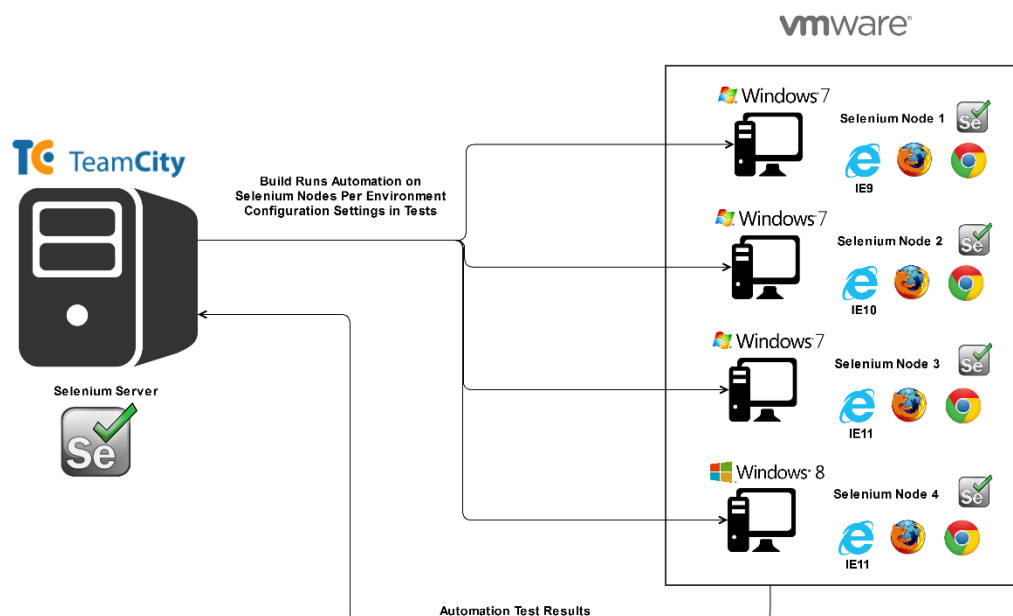 vmware
TC TeamCity
Build Runs Automation on
Selenium Nodes Per Environment
Configuration Settings in Tests
Selenium Server
Se
Windows 7
Selenium Node 1
Se
IE9
Windows 7
Selenium Node 2
Se
IE10
Windows 7
Selenium Node 3
Se
IE11
Windows 8
Selenium Node 4
Se
IE11
Automation Test Results